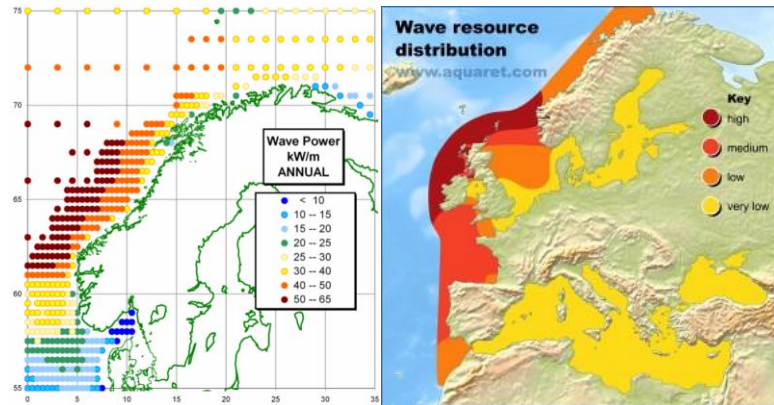 75
70
65
60
55
0
5
10
15
20
25
30
35
Wave Power
kW/m
ANNUAL
< 10
10 -- 15
15 -- 20
20 -- 25
25 -- 30
30 -- 40
40 -- 50
50 -- 65
Wave resource
distribution
©www.aquaret.com
Key
high
medium
low
very low